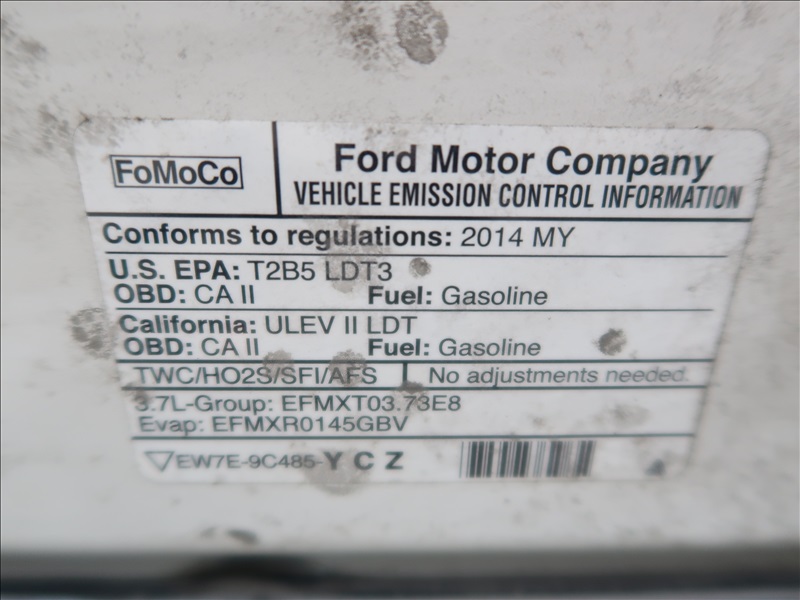 FoMoCo
Ford Motor Company
VEHICLE EMISSION CONTROL INFORMATION
Conforms to regulations: 2014 MY
U.S. EPA: T2B5 LDT3
OBD: CA II Fuel: Gasoline
California: ULEV II LDT
OBD: CA II Fuel: Gasoline
TWC/HO2S/SFI/AFS No adjustments needed.
3.7L-Group: EFMXT03.73E8
Evap: EFMXR0145GBV
EW7E-9C485-Y C Z